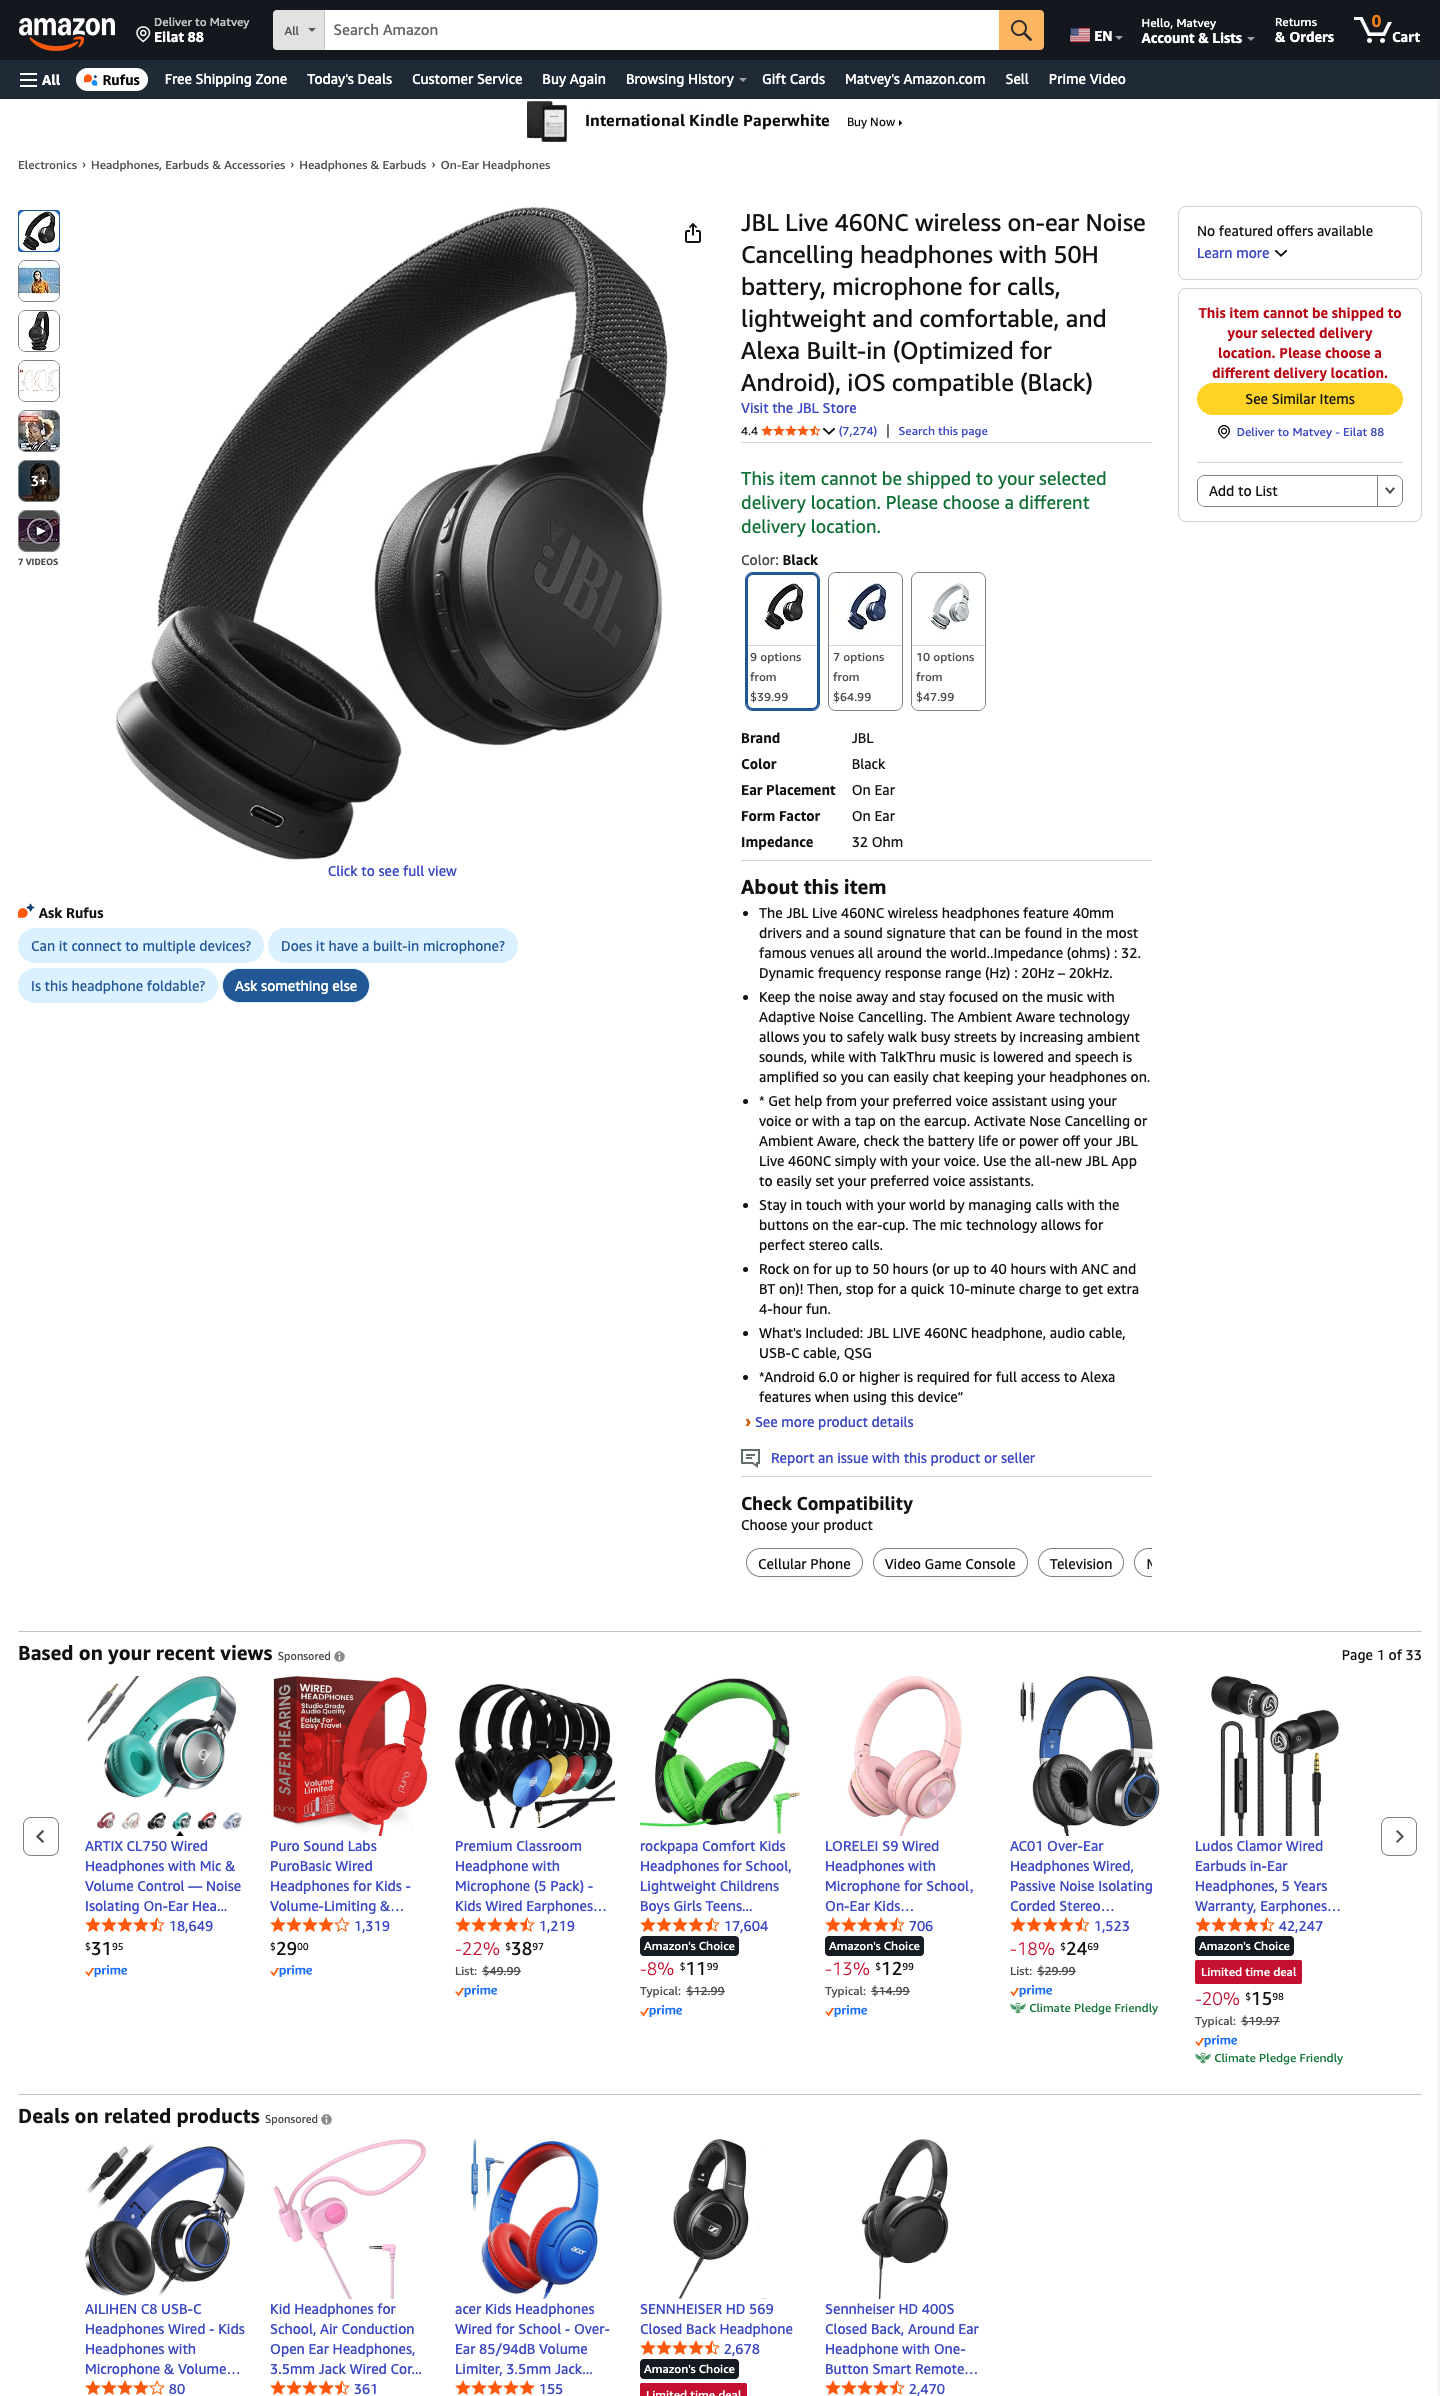 amazon
Deliver to Matvey
Eilat 88
All
Search Amazon
EN
Hello, Matvey
Account & Lists
Returns
& Orders
0
Cart
All
Rufus
Free Shipping Zone
Today's Deals
Customer Service
Buy Again
Browsing History
Gift Cards
Matvey's Amazon.com
Sell
Prime Video
International Kindle Paperwhite
Buy Now
Electronics › Headphones, Earbuds & Accessories › Headphones & Earbuds › On-Ear Headphones
3+
7 VIDEOS
JBL
Click to see full view
Ask Rufus
Can it connect to multiple devices?
Does it have a built-in microphone?
Is this headphone foldable?
Ask something else
JBL Live 460NC wireless on-ear Noise
Cancelling headphones with 50H
battery, microphone for calls,
lightweight and comfortable, and
Alexa Built-in (Optimized for
Android), iOS compatible (Black)
Visit the JBL Store
4.4 (7,274) | Search this page
This item cannot be shipped to your selected
delivery location. Please choose a different
delivery location.
Color: Black
9 options
from
$39.99
7 options
from
$64.99
10 options
from
$47.99
Brand JBL
Color Black
Ear Placement On Ear
Form Factor On Ear
Impedance 32 Ohm
About this item
• The JBL Live 460NC wireless headphones feature 40mm
drivers and a sound signature that can be found in the most
famous venues all around the world..Impedance (ohms) : 32.
Dynamic frequency response range (Hz) : 20Hz – 20kHz.
• Keep the noise away and stay focused on the music with
Adaptive Noise Cancelling. The Ambient Aware technology
allows you to safely walk busy streets by increasing ambient
sounds, while with TalkThru music is lowered and speech is
amplified so you can easily chat keeping your headphones on.
• * Get help from your preferred voice assistant using your
voice or with a tap on the earcup. Activate Nose Cancelling or
Ambient Aware, check the battery life or power off your JBL
Live 460NC simply with your voice. Use the all-new JBL App
to easily set your preferred voice assistants.
• Stay in touch with your world by managing calls with the
buttons on the ear-cup. The mic technology allows for
perfect stereo calls.
• Rock on for up to 50 hours (or up to 40 hours with ANC and
BT on)! Then, stop for a quick 10-minute charge to get extra
4-hour fun.
• What's Included: JBL LIVE 460NC headphone, audio cable,
USB-C cable, QSG
• *Android 6.0 or higher is required for full access to Alexa
features when using this device”
› See more product details
Report an issue with this product or seller
Check Compatibility
Choose your product
Cellular Phone
Video Game Console
Television
No featured offers available
Learn more
This item cannot be shipped to
your selected delivery
location. Please choose a
different delivery location.
See Similar Items
Deliver to Matvey - Eilat 88
Add to List
Based on your recent views Sponsored
Page 1 of 33
ARTIX CL750 Wired
Headphones with Mic &
Volume Control — Noise
Isolating On-Ear Hea...
18,649
$31.95
prime
SAFER HEARING
WIRED
HEADPHONES
Studio Grade
Audio Quality
Folds For
Easy Travel
Volume
Limited
85
puro
Puro Sound Labs
PuroBasic Wired
Headphones for Kids -
Volume-Limiting &…
1,319
$29.00
prime
Premium Classroom
Headphone with
Microphone (5 Pack) -
Kids Wired Earphones…
1,219
-22% $38.97
List: $49.99
prime
rockpapa Comfort Kids
Headphones for School,
Lightweight Childrens
Boys Girls Teens...
17,604
Amazon's Choice
-8% $11.99
Typical: $12.99
prime
LORELEI S9 Wired
Headphones with
Microphone for School,
On-Ear Kids…
706
Amazon's Choice
-13% $12.99
Typical: $14.99
prime
AC01 Over-Ear
Headphones Wired,
Passive Noise Isolating
Corded Stereo…
1,523
-18% $24.69
List: $29.99
prime
Climate Pledge Friendly
Ludos Clamor Wired
Earbuds in-Ear
Headphones, 5 Years
Warranty, Earphones…
42,247
Amazon's Choice
Limited time deal
-20% $15.98
Typical: $19.97
prime
Climate Pledge Friendly
Deals on related products Sponsored
AILIHEN C8 USB-C
Headphones Wired - Kids
Headphones with
Microphone & Volume…
80
Kid Headphones for
School, Air Conduction
Open Ear Headphones,
3.5mm Jack Wired Cor...
361
acer
acer Kids Headphones
Wired for School - Over-
Ear 85/94dB Volume
Limiter, 3.5mm Jack...
155
SENNHEISER HD 569
Closed Back Headphone
2,678
Amazon's Choice
Limited time deal
Sennheiser HD 400S
Closed Back, Around Ear
Headphone with One-
Button Smart Remote…
2,470